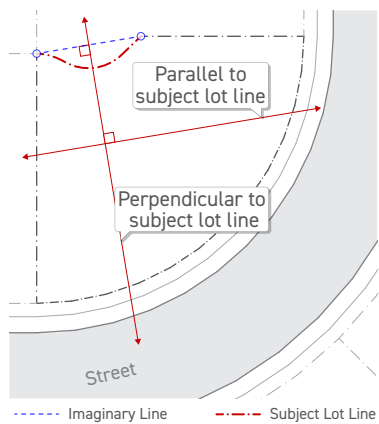 Parallel to
subject lot line
Perpendicular to
subject lot line
Street
Imaginary Line
Subject Lot Line